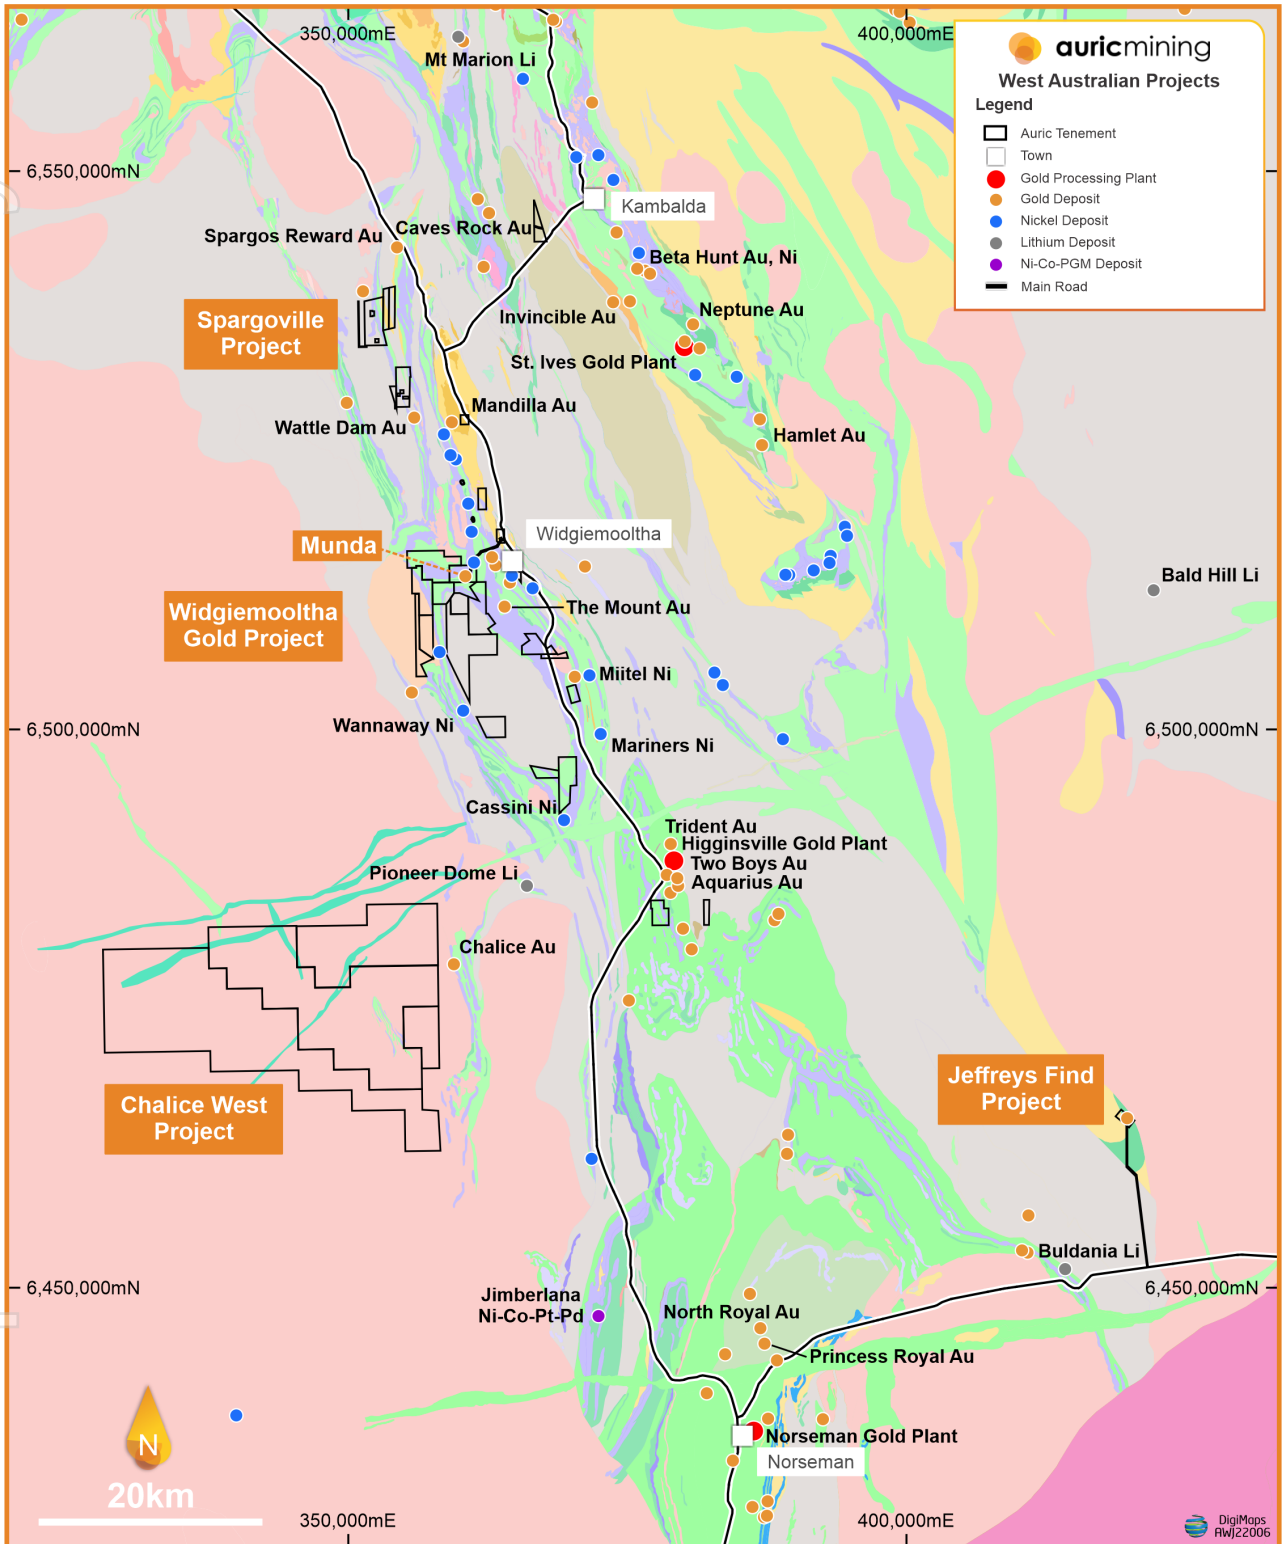 350,000mE
400,000mE
auricmining
West Australian Projects
Legend
Auric Tenement
Town
Gold Processing Plant
Gold Deposit
Nickel Deposit
Lithium Deposit
Ni-Co-PGM Deposit
Main Road
Mt Marion Li
6,550,000mN
Kambalda
Caves Rock Au
Spargos Reward Au
Beta Hunt Au, Ni
Spargoville
Project
Invincible Au
Neptune Au
St. Ives Gold Plant
Mandilla Au
Wattle Dam Au
Hamlet Au
Widgiemooltha
Munda
Bald Hill Li
Widgiemooltha
Gold Project
The Mount Au
Miitel Ni
Wannaway Ni
6,500,000mN
6,500,000mN
Mariners Ni
Cassini Ni
Trident Au
Higginsville Gold Plant
Two Boys Au
Pioneer Dome Li
Aquarius Au
Chalice Au
Jeffreys Find
Project
Chalice West
Project
Buldania Li
6,450,000mN
6,450,000mN
Jimberlana
Ni-Co-Pt-Pd
North Royal Au
Princess Royal Au
Norseman Gold Plant
Norseman
N
20km
350,000mE
400,000mE
DigiMaps
AWJ22006